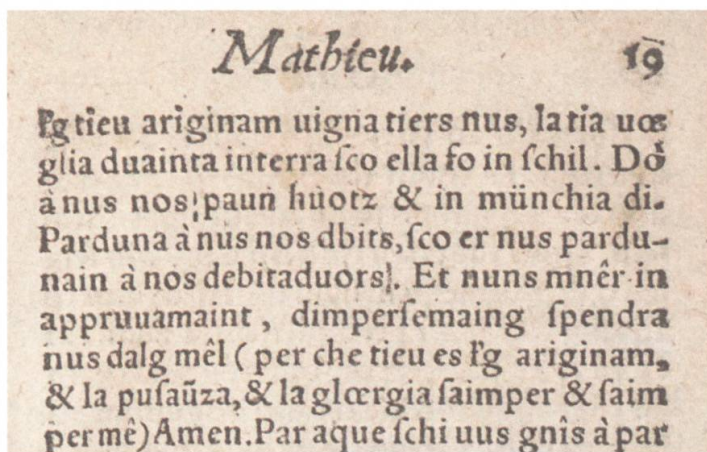 Mathieu. 19
l'g tieu ariginam uigna tiers nus, la tia uœ
glia duainta in terra ſco ella fo in ſchil. Dó
à nus nos paun huotz & in münchia di.
Parduna à nus nos dbits, ſco er nus pardu-
nain à nos debitaduors. Et nuns mnêr in
appruuamaint, dimperſemaing ſpendra
nus dalg mêl (per che tieu es l'g ariginam,
& la puſaũza, & la glœrgia ſaimper & ſaim
per mê) Amen. Par aque ſchi uus gnîs à par